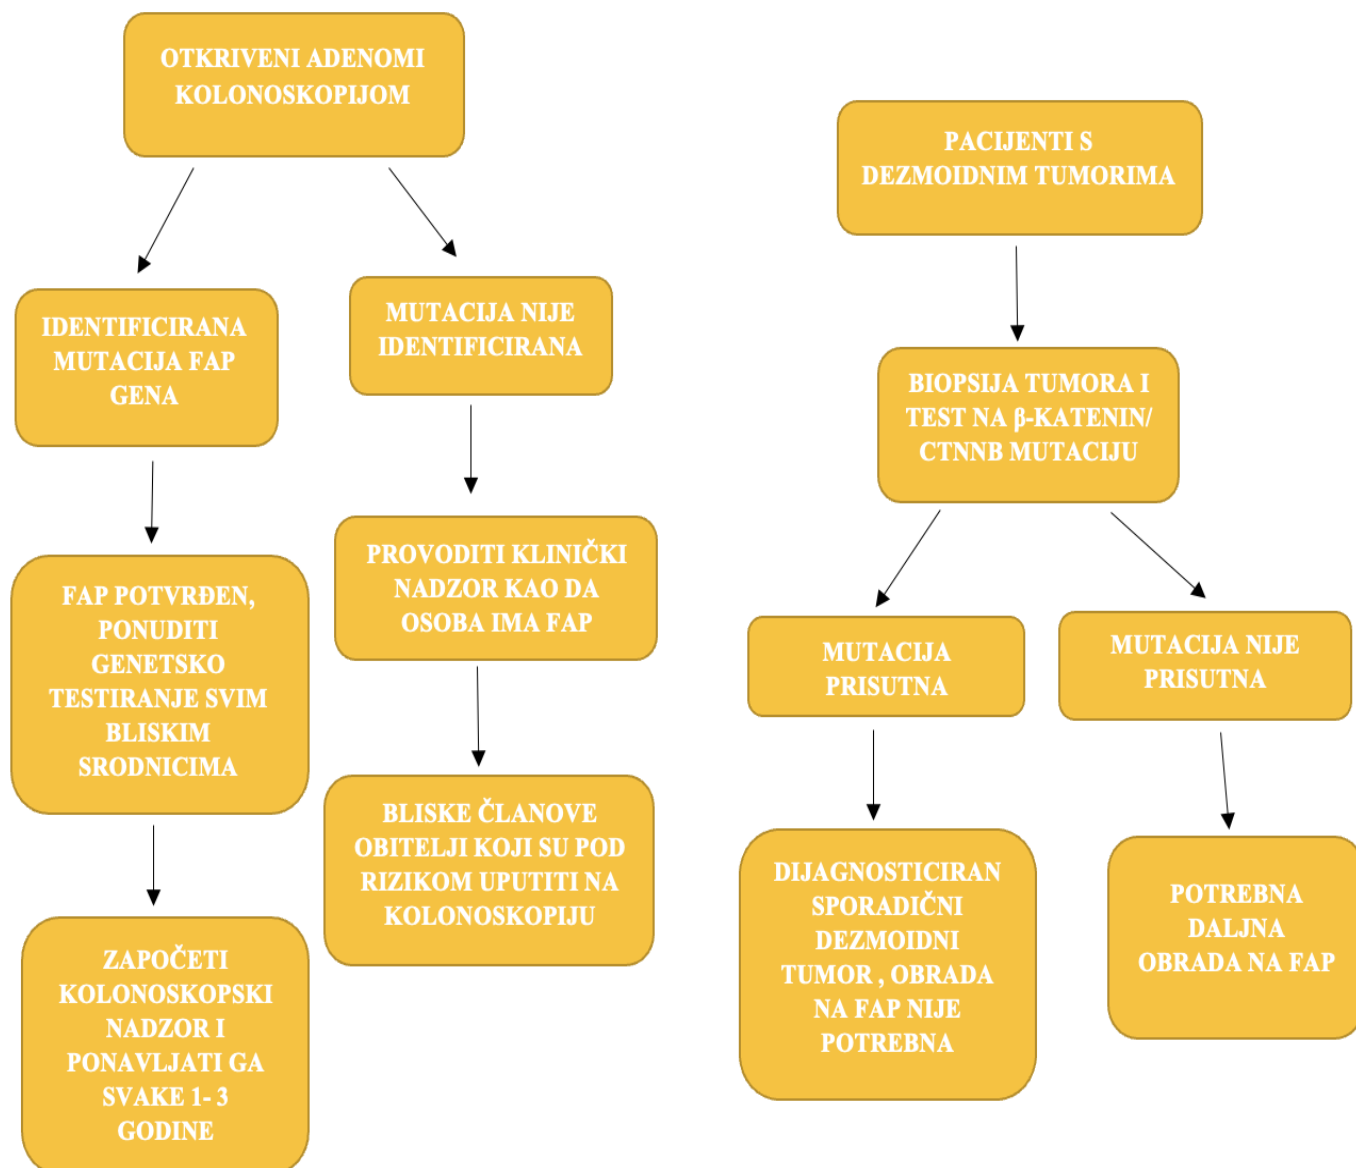 OTKRIVENI ADENOMI
KOLONOSKOPIJOM
IDENTIFICIRANA
MUTACIJA FAP
GENA
FAP POTVRĐEN,
PONUDITI
GENETSKO
TESTIRANJE SVIM
BLISKIM
SRODNICIMA
ZAPOČETI
KOLONOSKOPSKI
NADZOR I
PONAVLJATI GA
SVAKE 1- 3
GODINE
MUTACIJA NIJE
IDENTIFICIRANA
PROVODITI KLINIČKI
NADZOR KAO DA
OSOBA IMA FAP
BLISKE ČLANOVE
OBITELJI KOJI SU POD
RIZIKOM UPUTITI NA
KOLONOSKOPIJU
PACIJENTI S
DEZMOIDNIM TUMORIMA
BIOPSIJA TUMORA I
TEST NA β-KATENIN/
CTNNB MUTACIJU
MUTACIJA
PRISUTNA
DIJAGNOSTICIRAN
SPORADIČNI
DEZMOIDNI
TUMOR , OBRADA
NA FAP NIJE
POTREBNA
MUTACIJA NIJE
PRISUTNA
POTREBNA
DALJNA
OBRADA NA FAP